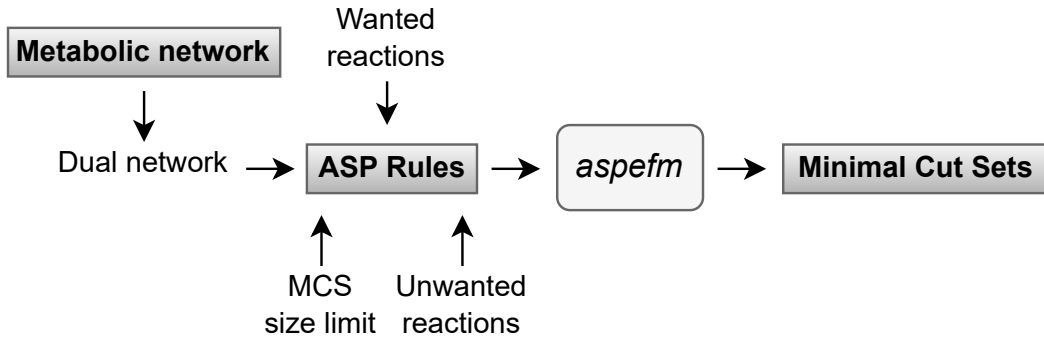 Metabolic network
Wanted
reactions
Dual network
ASP Rules
aspefm
Minimal Cut Sets
MCS
size limit
Unwanted
reactions